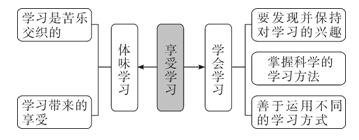 学习是苦乐
交织的
学习带来的
享受
体味学习
享受学习
学会学习
要发现并保持
对学习的兴趣
掌握科学的
学习方法
善于运用不同
的学习方式